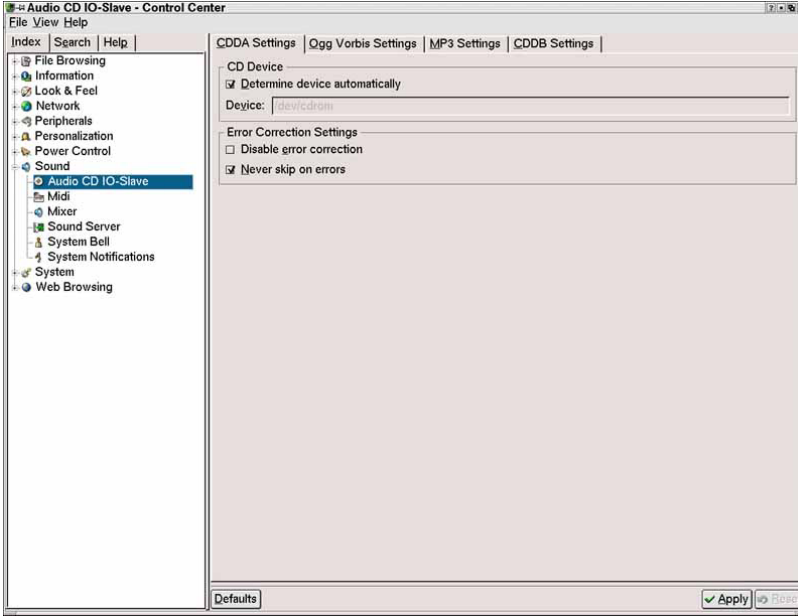 Audio CD IO-Slave - Control Center
File View Help
Index Search Help
File Browsing
Information
Look & Feel
Network
Peripherals
Personalization
Power Control
Sound
Audio CD IO-Slave
Midi
Mixer
Sound Server
System Bell
System Notifications
System
Web Browsing
CDDA Settings Ogg Vorbis Settings MP3 Settings CDDB Settings
CD Device
Determine device automatically
Device: /dev/cdrom
Error Correction Settings
Disable error correction
Never skip on errors
Defaults
Apply